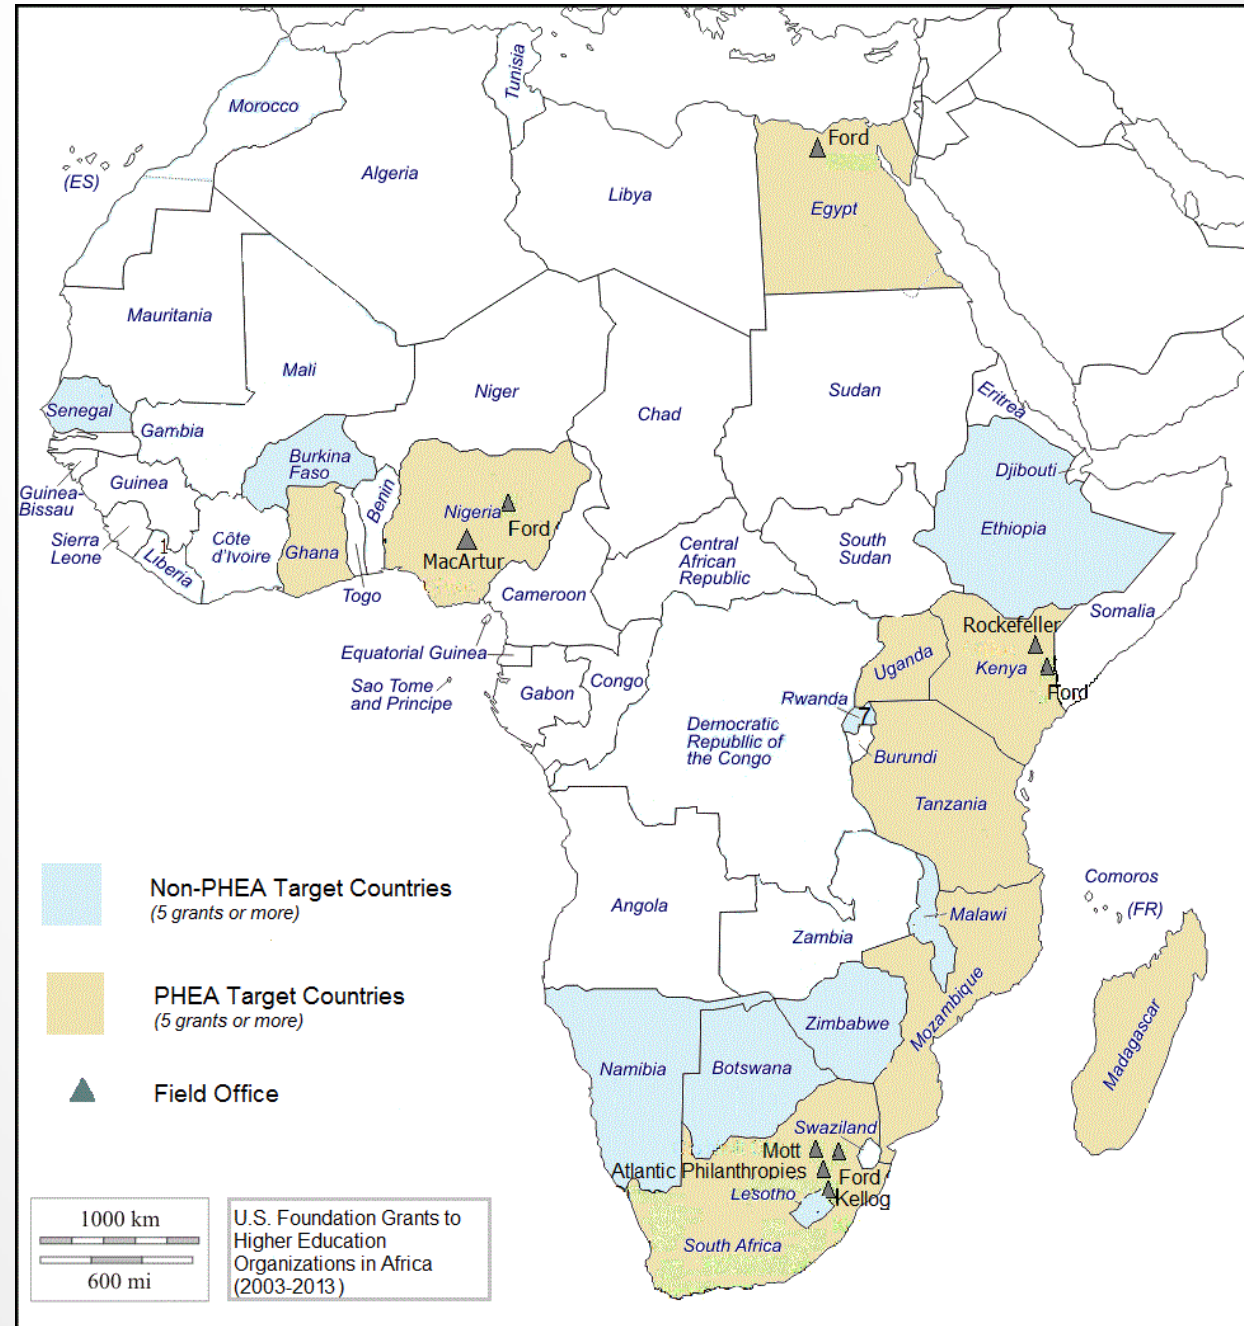 Tunisia
Morocco
(ES)
Algeria
Libya
Ford
Egypt
Mauritania
Mali
Niger
Chad
Sudan
Eritrea
Senegal
Gambia
Burkina
Faso
Djibouti
Guinea
Guinea-
Bissau
Benin
Nigeria
Ford
Ethiopia
Sierra
Leone
1
Liberia
Côte
d'Ivoire
Ghana
MacArtur
Central
African
Republic
South
Sudan
Togo
Cameroon
Somalia
Rockefeller
Equatorial Guinea
Uganda
Kenya
Ford
Sao Tome
and Principe
Gabon
Congo
Rwanda
7
Democratic
Republlic of
the Congo
Burundi
Tanzania
Comoros
(FR)
Angola
Malawi
Zambia
Mozambique
Madagascar
Zimbabwe
Namibia
Botswana
Swaziland
Mott
Atlantic Philanthropies
Ford
Kellog
Lesotho
South Africa
Non-PHEA Target Countries
(5 grants or more)
PHEA Target Countries
(5 grants or more)
Field Office
1000 km
600 mi
U.S. Foundation Grants to
Higher Education
Organizations in Africa
(2003-2013)